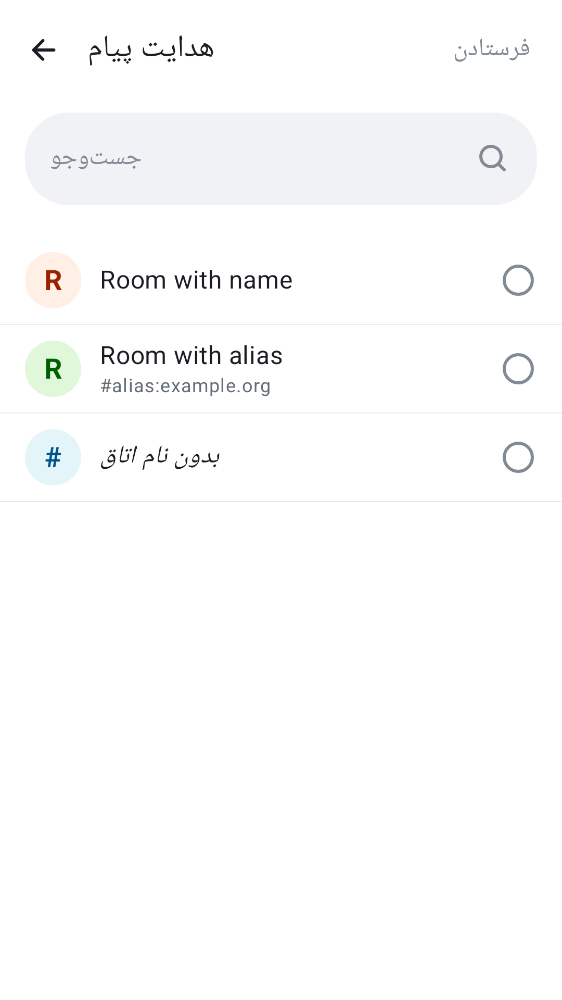 هدایت پیام
فرستادن
جست‌وجو
R
Room with name
R
Room with alias
#alias:example.org
#
بدون نام اتاق